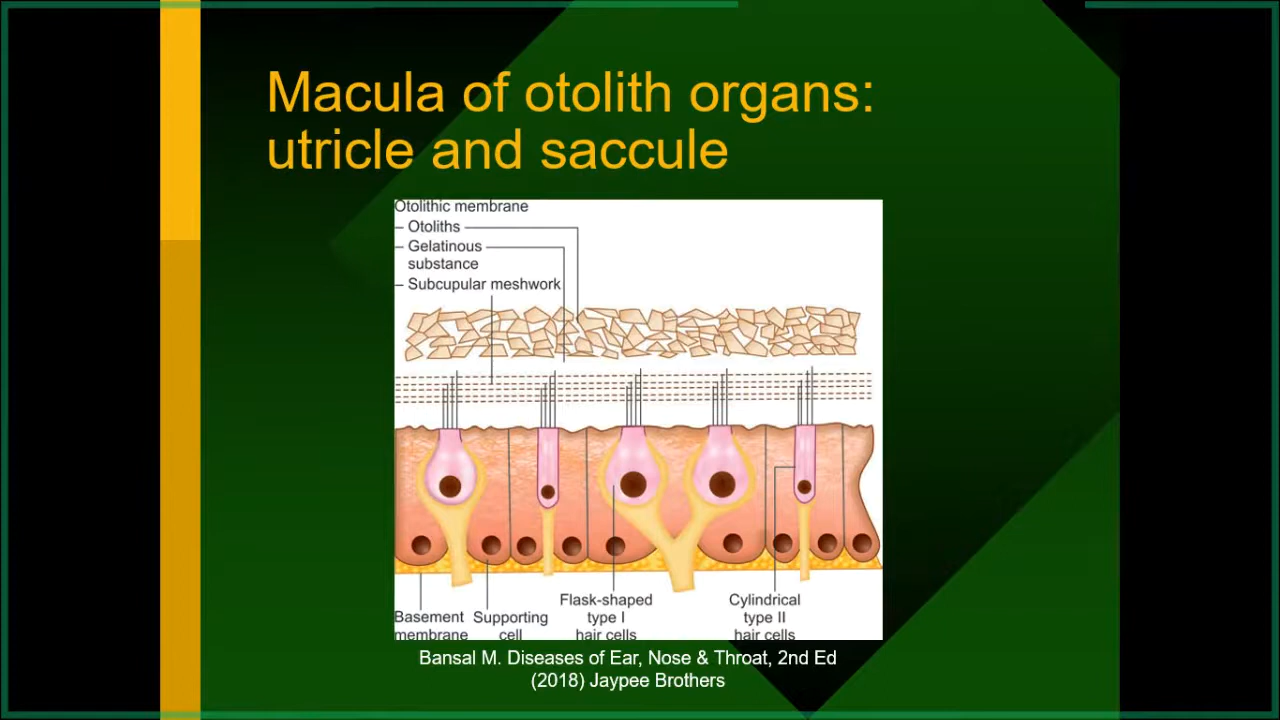 Macula of otolith organs:
utricle and saccule
Otolithic membrane
Otoliths
Gelatinous
substance
Subcupular meshwork
Flask-shaped
type I
hair cells
Cylindrical
type II
hair cells
Basement
membrane
Supporting
cell
Bansal M. Diseases of Ear, Nose & Throat, 2nd Ed
(2018) Jaypee Brothers